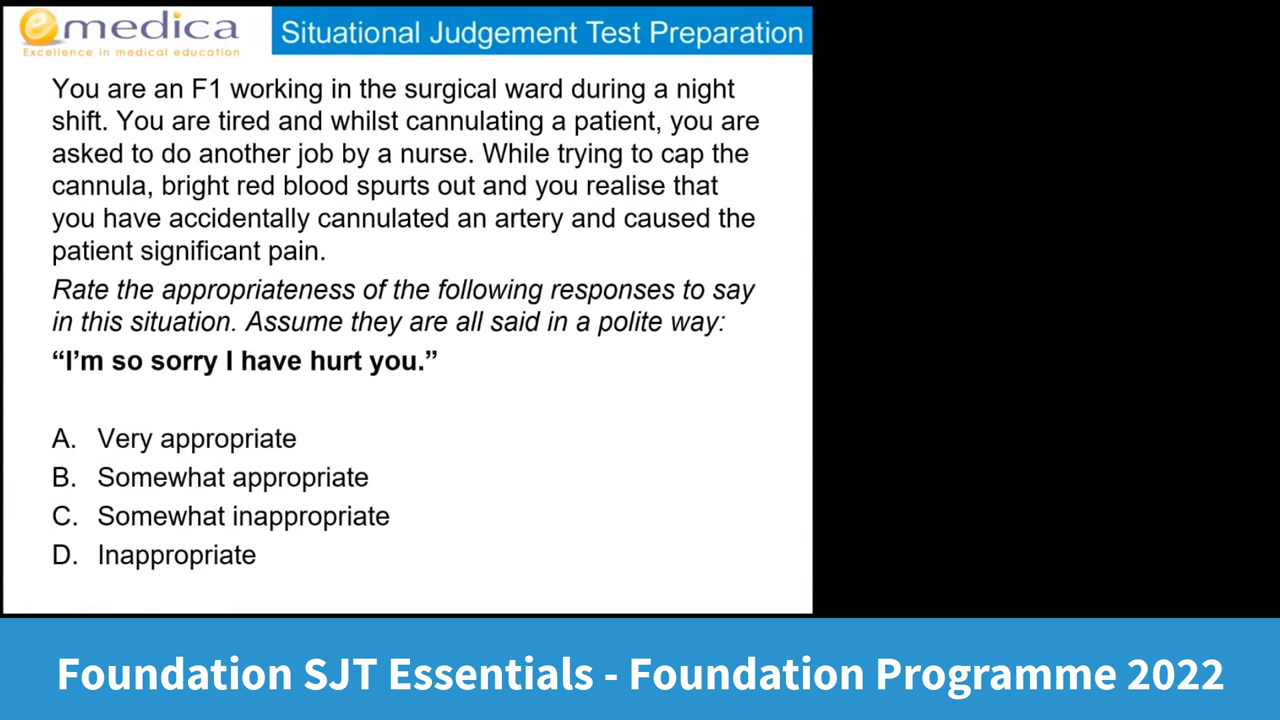 emedica
Excellence in medical education
Situational Judgement Test Preparation
You are an F1 working in the surgical ward during a night
shift. You are tired and whilst cannulating a patient, you are
asked to do another job by a nurse. While trying to cap the
cannula, bright red blood spurts out and you realise that
you have accidentally cannulated an artery and caused the
patient significant pain.
Rate the appropriateness of the following responses to say
in this situation. Assume they are all said in a polite way:
“I’m so sorry I have hurt you.”
A. Very appropriate
B. Somewhat appropriate
C. Somewhat inappropriate
D. Inappropriate
Foundation SJT Essentials - Foundation Programme 2022